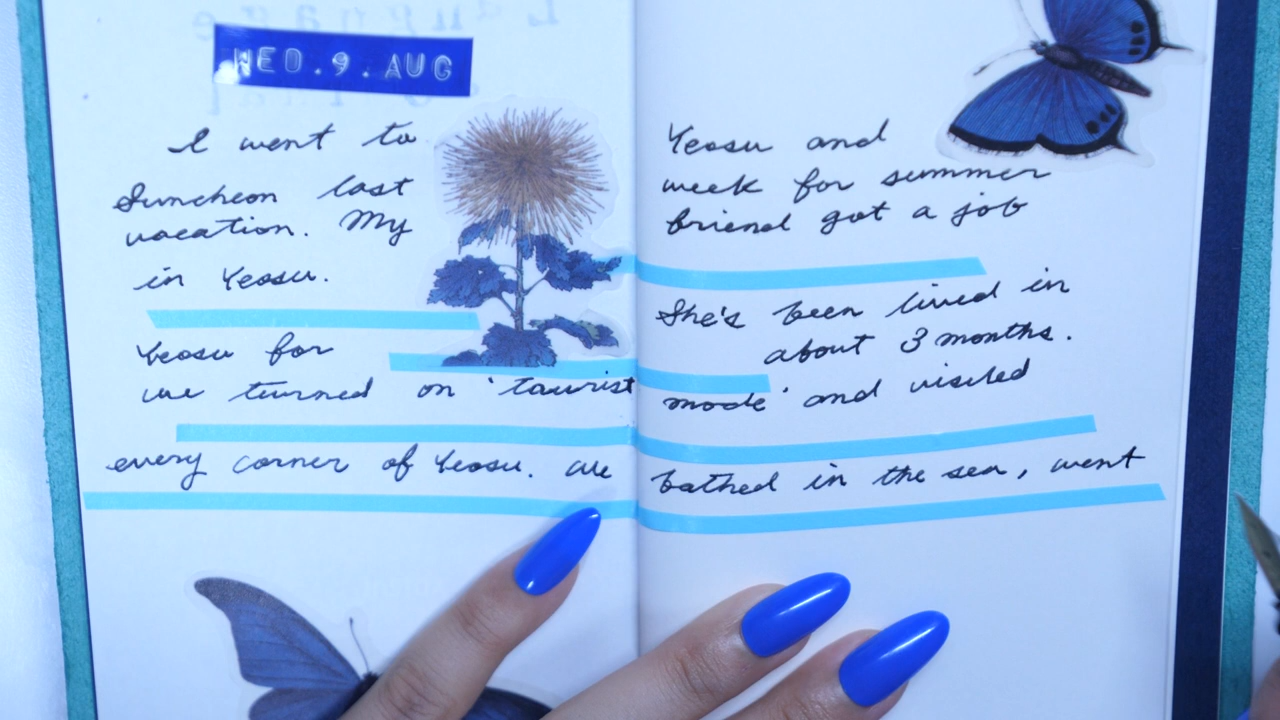 WED.9.AUG
I went to Yeosu and
Suncheon last week for summer
vacation. My friend got a job
in Yeosu. She's been lived in
Yeosu for about 3 months.
we turned on 'tourist mode' and visited
every corner of Yeosu. We bathed in the sea, went